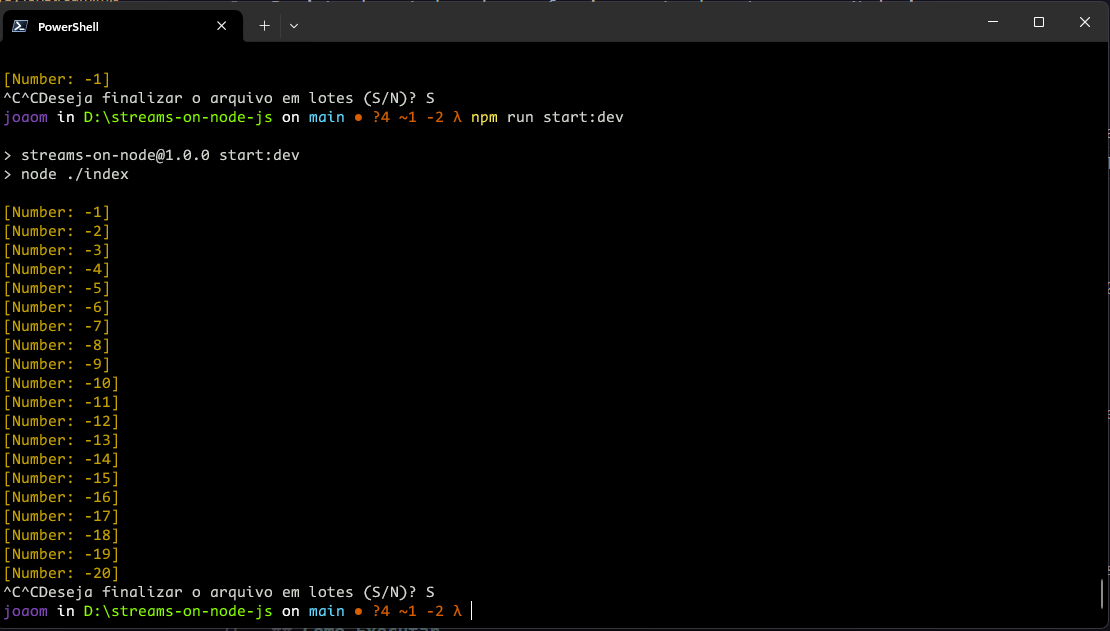 PowerShell
[Number: -1]
^C^CDeseja finalizar o arquivo em lotes (S/N)? S
joaom in D:\streams-on-node-js on main ● ?4 ~1 -2 λ npm run start:dev
> streams-on-node@1.0.0 start:dev
> node ./index
[Number: -1]
[Number: -2]
[Number: -3]
[Number: -4]
[Number: -5]
[Number: -6]
[Number: -7]
[Number: -8]
[Number: -9]
[Number: -10]
[Number: -11]
[Number: -12]
[Number: -13]
[Number: -14]
[Number: -15]
[Number: -16]
[Number: -17]
[Number: -18]
[Number: -19]
[Number: -20]
^C^CDeseja finalizar o arquivo em lotes (S/N)? S
joaom in D:\streams-on-node-js on main ● ?4 ~1 -2 λ